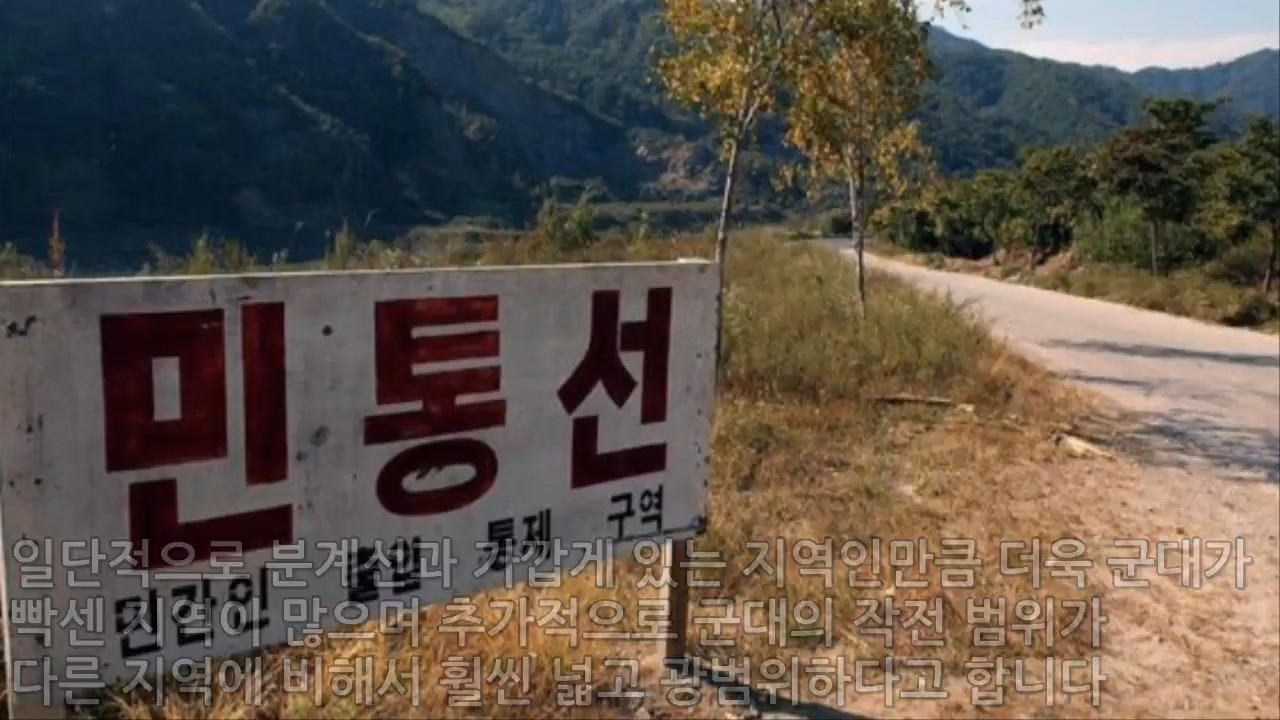 민통선
민간인 출입 통제 구역
일단적으로 분계선과 가깝게 있는 지역인만큼 더욱 군대가
빡센 지역이 많으며 추가적으로 군대의 작전 범위가
다른 지역에 비해서 훨씬 넓고 광범위하다고 합니다